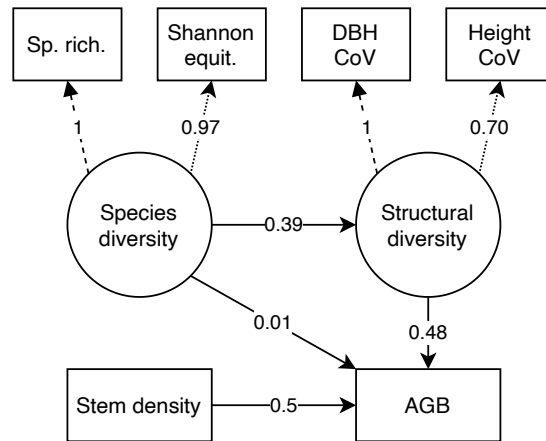 Sp. rich.
Shannon
equit.
DBH
CoV
Height
CoV
1
0.97
1
0.70
Species
diversity
0.39
Structural
diversity
0.01
0.48
Stem density
0.5
AGB